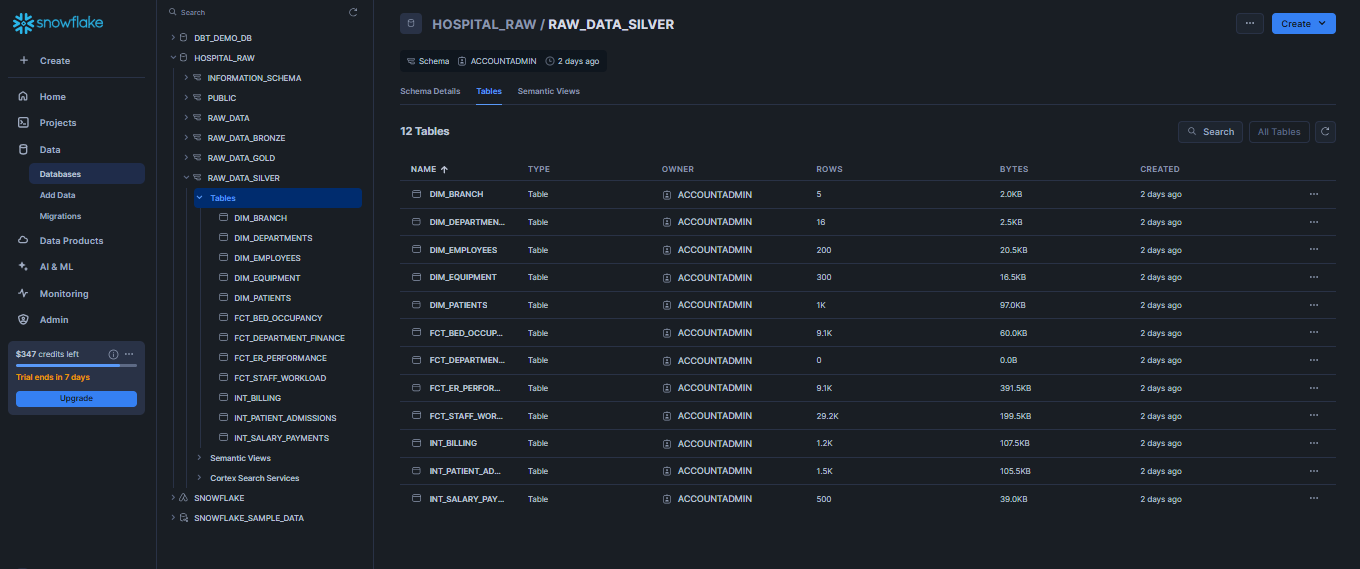 snowflake
Create
Home
Projects
Data
Databases
Add Data
Migrations
Data Products
AI & ML
Monitoring
Admin
$347 credits left
Trial ends in 7 days
Upgrade
Search
DBT_DEMO_DB
HOSPITAL_RAW
INFORMATION_SCHEMA
PUBLIC
RAW_DATA
RAW_DATA_BRONZE
RAW_DATA_GOLD
RAW_DATA_SILVER
Tables
DIM_BRANCH
DIM_DEPARTMENTS
DIM_EMPLOYEES
DIM_EQUIPMENT
DIM_PATIENTS
FCT_BED_OCCUPANCY
FCT_DEPARTMENT_FINANCE
FCT_ER_PERFORMANCE
FCT_STAFF_WORKLOAD
INT_BILLING
INT_PATIENT_ADMISSIONS
INT_SALARY_PAYMENTS
Semantic Views
Cortex Search Services
SNOWFLAKE
SNOWFLAKE_SAMPLE_DATA
HOSPITAL_RAW / RAW_DATA_SILVER
Create
Schema ACCOUNTADMIN 2 days ago
Schema Details Tables Semantic Views
12 Tables
Search All Tables
NAME TYPE OWNER ROWS BYTES CREATED
DIM_BRANCH Table ACCOUNTADMIN 5 2.0KB 2 days ago
DIM_DEPARTMEN... Table ACCOUNTADMIN 16 2.5KB 2 days ago
DIM_EMPLOYEES Table ACCOUNTADMIN 200 20.5KB 2 days ago
DIM_EQUIPMENT Table ACCOUNTADMIN 300 16.5KB 2 days ago
DIM_PATIENTS Table ACCOUNTADMIN 1K 97.0KB 2 days ago
FCT_BED_OCCUP... Table ACCOUNTADMIN 9.1K 60.0KB 2 days ago
FCT_DEPARTMEN... Table ACCOUNTADMIN 0 0.0B 2 days ago
FCT_ER_PERFOR... Table ACCOUNTADMIN 9.1K 391.5KB 2 days ago
FCT_STAFF_WOR... Table ACCOUNTADMIN 29.2K 199.5KB 2 days ago
INT_BILLING Table ACCOUNTADMIN 1.2K 107.5KB 2 days ago
INT_PATIENT_AD... Table ACCOUNTADMIN 1.5K 105.5KB 2 days ago
INT_SALARY_PAY... Table ACCOUNTADMIN 500 39.0KB 2 days ago